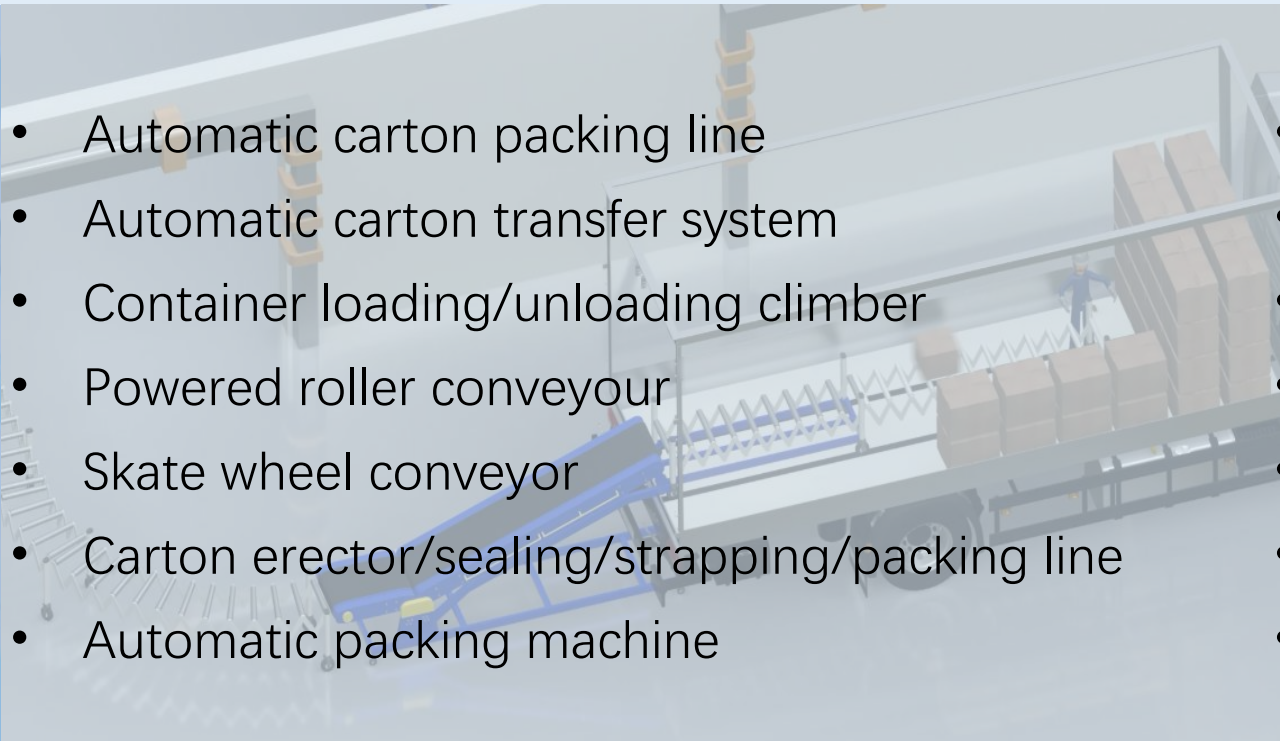 • Automatic carton packing line
• Automatic carton transfer system
• Container loading/unloading climber
• Powered roller conveyour
• Skate wheel conveyor
• Carton erector/sealing/strapping/packing line
• Automatic packing machine